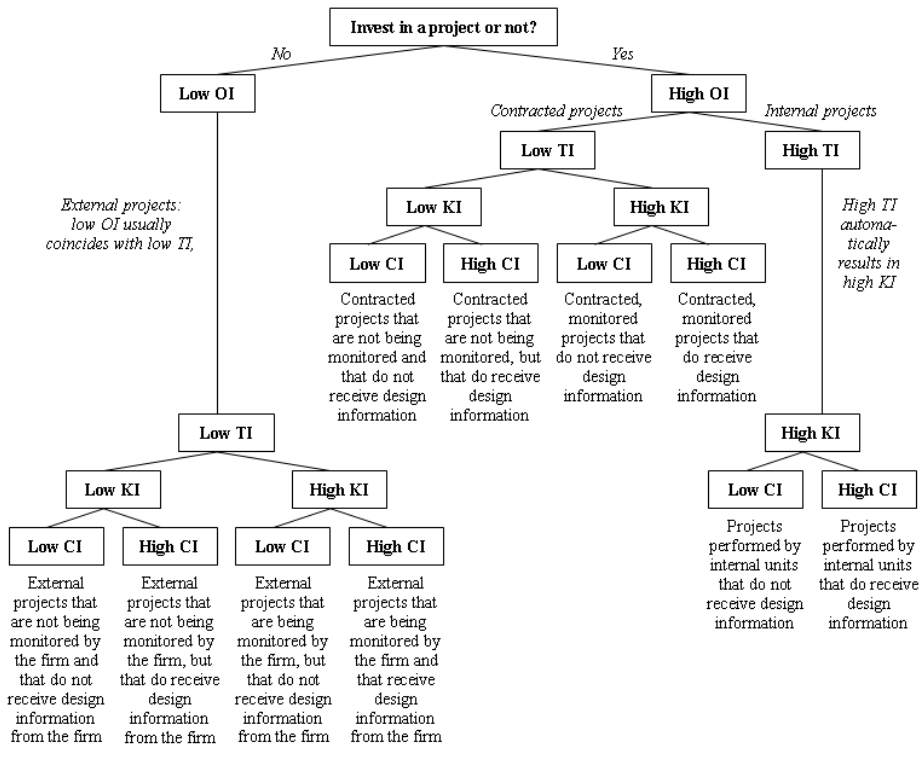 Invest in a project or not?
No
Yes
Low OI
High OI
Contracted projects
Internal projects
Low TI
High TI
External projects:
low OI usually
coincides with low TI,
Low KI
High KI
High TI
automa-
tically
results in
high KI
Low CI
High CI
Low CI
High CI
Contracted
projects that
are not being
monitored and
that do not
receive design
information
Contracted
projects that
are not being
monitored, but
that do receive
design
information
Contracted,
monitored
projects that
do not receive
design
information
Contracted,
monitored
projects that
do receive
design
information
Low TI
High KI
Low KI
High KI
Low CI
High CI
Low CI
High CI
Low CI
High CI
External
projects that
are not being
monitored by
the firm and
that do not
receive design
information
from the firm
External
projects that
are not being
monitored by
the firm, but
that do receive
design
information
from the firm
External
projects that
are being
monitored by
the firm, but
that do not
receive design
information
from the firm
External
projects that
are being
monitored by
the firm and
that receive
design
information
from the firm
Projects
performed by
internal units
that do not
receive design
information
Projects
performed by
internal units
that do receive
design
information